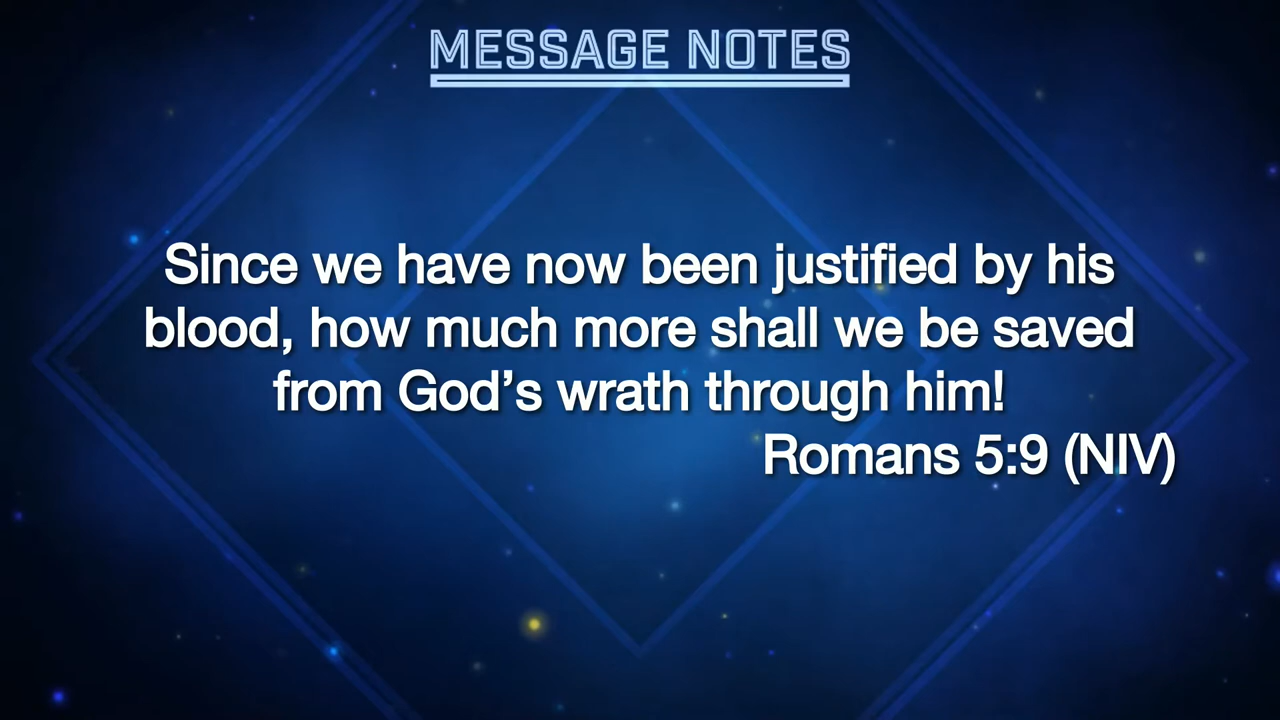 MESSAGE NOTES
Since we have now been justified by his
blood, how much more shall we be saved
from God’s wrath through him!
Romans 5:9 (NIV)